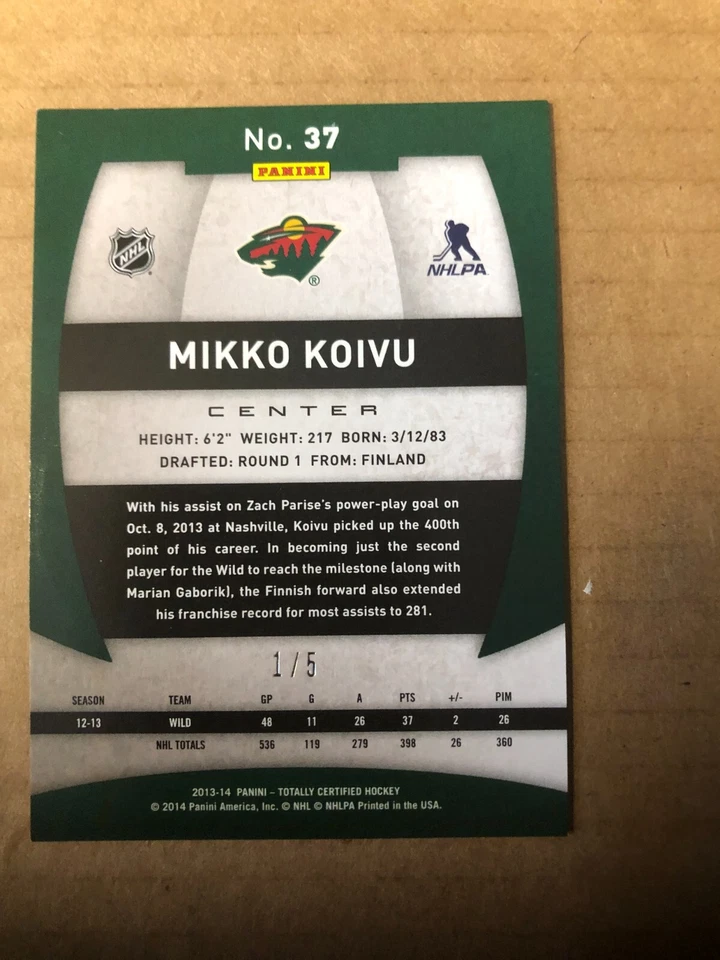 No. 37
PANINI
NHL
®
NHLPA
MIKKO KOIVU
CENTER
HEIGHT: 6'2" WEIGHT: 217 BORN: 3/12/83
DRAFTED: ROUND 1 FROM: FINLAND
With his assist on Zach Parise's power-play goal on
Oct. 8, 2013 at Nashville, Koivu picked up the 400th
point of his career. In becoming just the second
player for the Wild to reach the milestone (along with
Marian Gaborik), the Finnish forward also extended
his franchise record for most assists to 281.
1/5
SEASON TEAM GP G A PTS +/- PIM
12-13 WILD 48 11 26 37 2 26
NHL TOTALS 536 119 279 398 26 360
2013-14 PANINI – TOTALLY CERTIFIED HOCKEY
© 2014 Panini America, Inc. © NHL © NHLPA Printed in the USA.